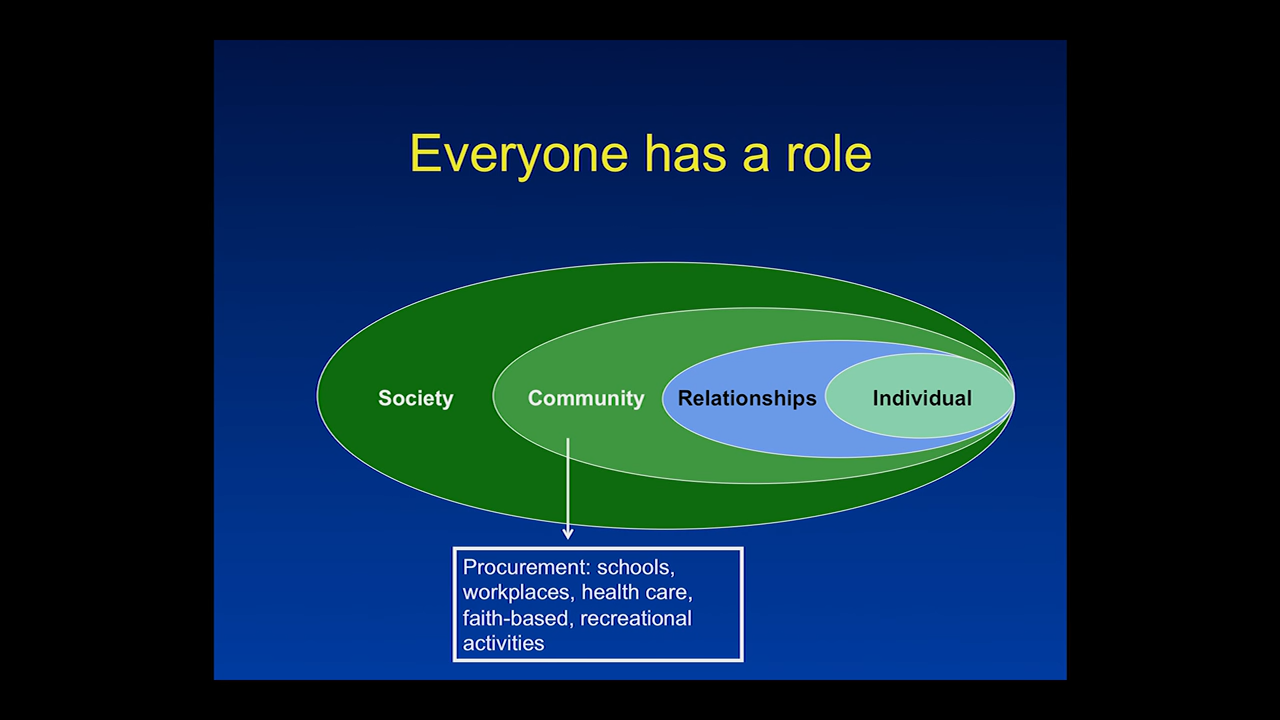 Everyone has a role
Society
Community
Relationships
Individual
Procurement: schools,
workplaces, health care,
faith-based, recreational
activities